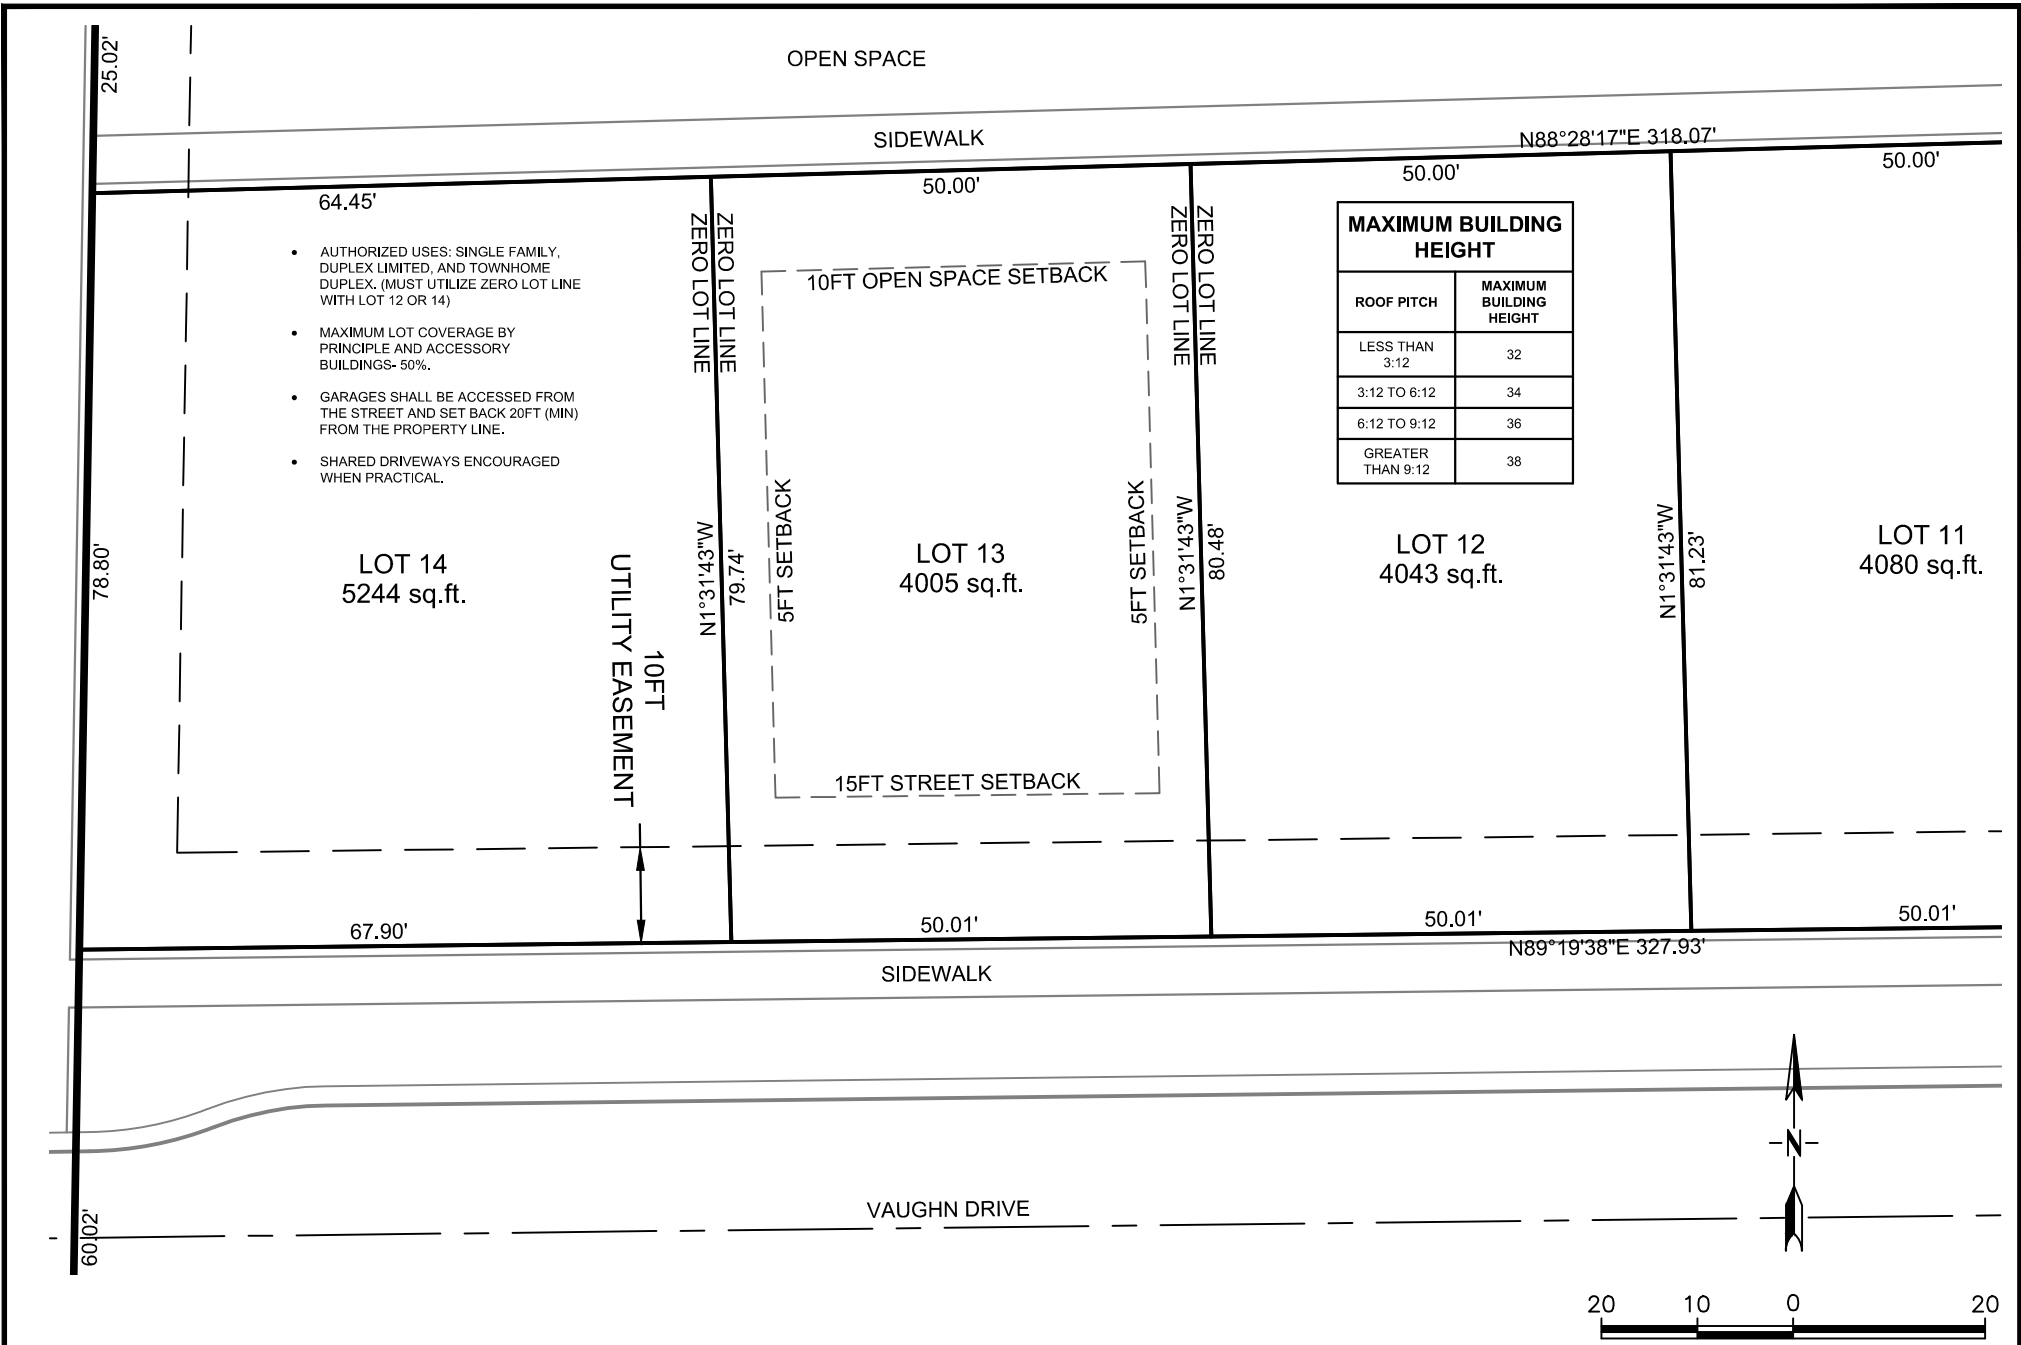 25.02'
OPEN SPACE
SIDEWALK
N88°28'17"E 318.07'
64.45'
50.00'
50.00'
50.00'
• AUTHORIZED USES: SINGLE FAMILY,
DUPLEX LIMITED, AND TOWNHOME
DUPLEX. (MUST UTILIZE ZERO LOT LINE
WITH LOT 12 OR 14)
• MAXIMUM LOT COVERAGE BY
PRINCIPLE AND ACCESSORY
BUILDINGS- 50%.
• GARAGES SHALL BE ACCESSED FROM
THE STREET AND SET BACK 20FT (MIN)
FROM THE PROPERTY LINE.
• SHARED DRIVEWAYS ENCOURAGED
WHEN PRACTICAL.
ZERO LOT LINE
ZERO LOT LINE
10FT OPEN SPACE SETBACK
ZERO LOT LINE
ZERO LOT LINE
MAXIMUM BUILDING
HEIGHT
ROOF PITCH
MAXIMUM
BUILDING
HEIGHT
LESS THAN
3:12
32
3:12 TO 6:12
34
6:12 TO 9:12
36
GREATER
THAN 9:12
38
78.80'
LOT 14
5244 sq.ft.
10FT
UTILITY EASEMENT
N1°31'43"W
79.74'
5FT SETBACK
LOT 13
4005 sq.ft.
5FT SETBACK
N1°31'43"W
80.48'
LOT 12
4043 sq.ft.
N1°31'43"W
81.23'
LOT 11
4080 sq.ft.
15FT STREET SETBACK
67.90'
50.01'
50.01'
50.01'
N89°19'38"E 327.93'
SIDEWALK
N
VAUGHN DRIVE
60.02'
20 10 0 20